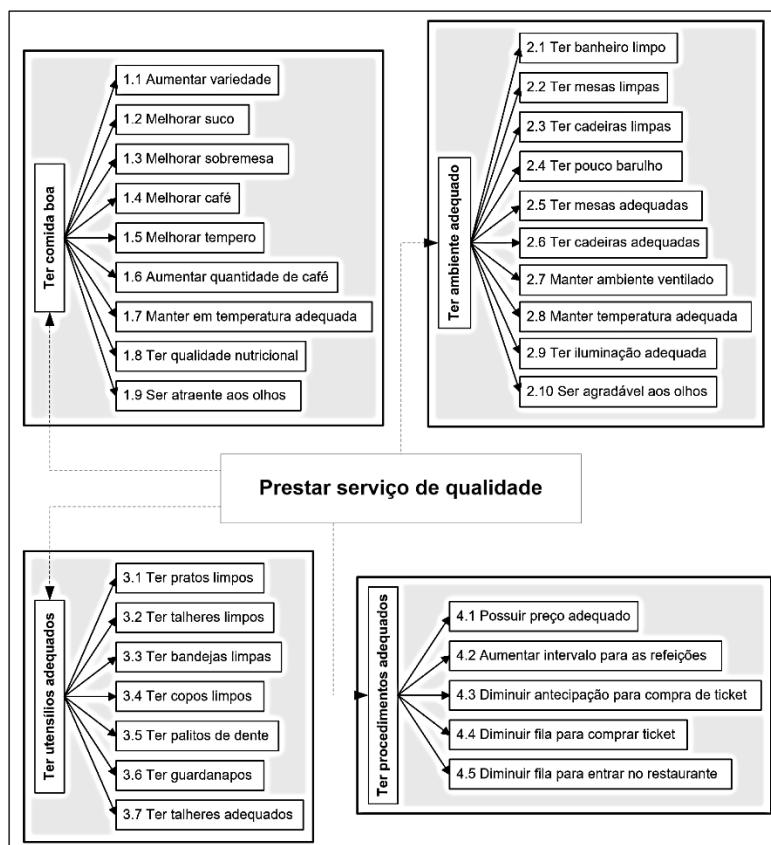 Ter comida boa
1.1 Aumentar variedade
1.2 Melhorar suco
1.3 Melhorar sobremesa
1.4 Melhorar café
1.5 Melhorar tempero
1.6 Aumentar quantidade de café
1.7 Manter em temperatura adequada
1.8 Ter qualidade nutricional
1.9 Ser atraente aos olhos
Ter ambiente adequado
2.1 Ter banheiro limpo
2.2 Ter mesas limpas
2.3 Ter cadeiras limpas
2.4 Ter pouco barulho
2.5 Ter mesas adequadas
2.6 Ter cadeiras adequadas
2.7 Manter ambiente ventilado
2.8 Manter temperatura adequada
2.9 Ter iluminação adequada
2.10 Ser agradável aos olhos
Prestar serviço de qualidade
Ter utensílios adequados
3.1 Ter pratos limpos
3.2 Ter talheres limpos
3.3 Ter bandejas limpas
3.4 Ter copos limpos
3.5 Ter palitos de dente
3.6 Ter guardanapos
3.7 Ter talheres adequados
Ter procedimentos adequados
4.1 Possuir preço adequado
4.2 Aumentar intervalo para as refeições
4.3 Diminuir antecipação para compra de ticket
4.4 Diminuir fila para comprar ticket
4.5 Diminuir fila para entrar no restaurante